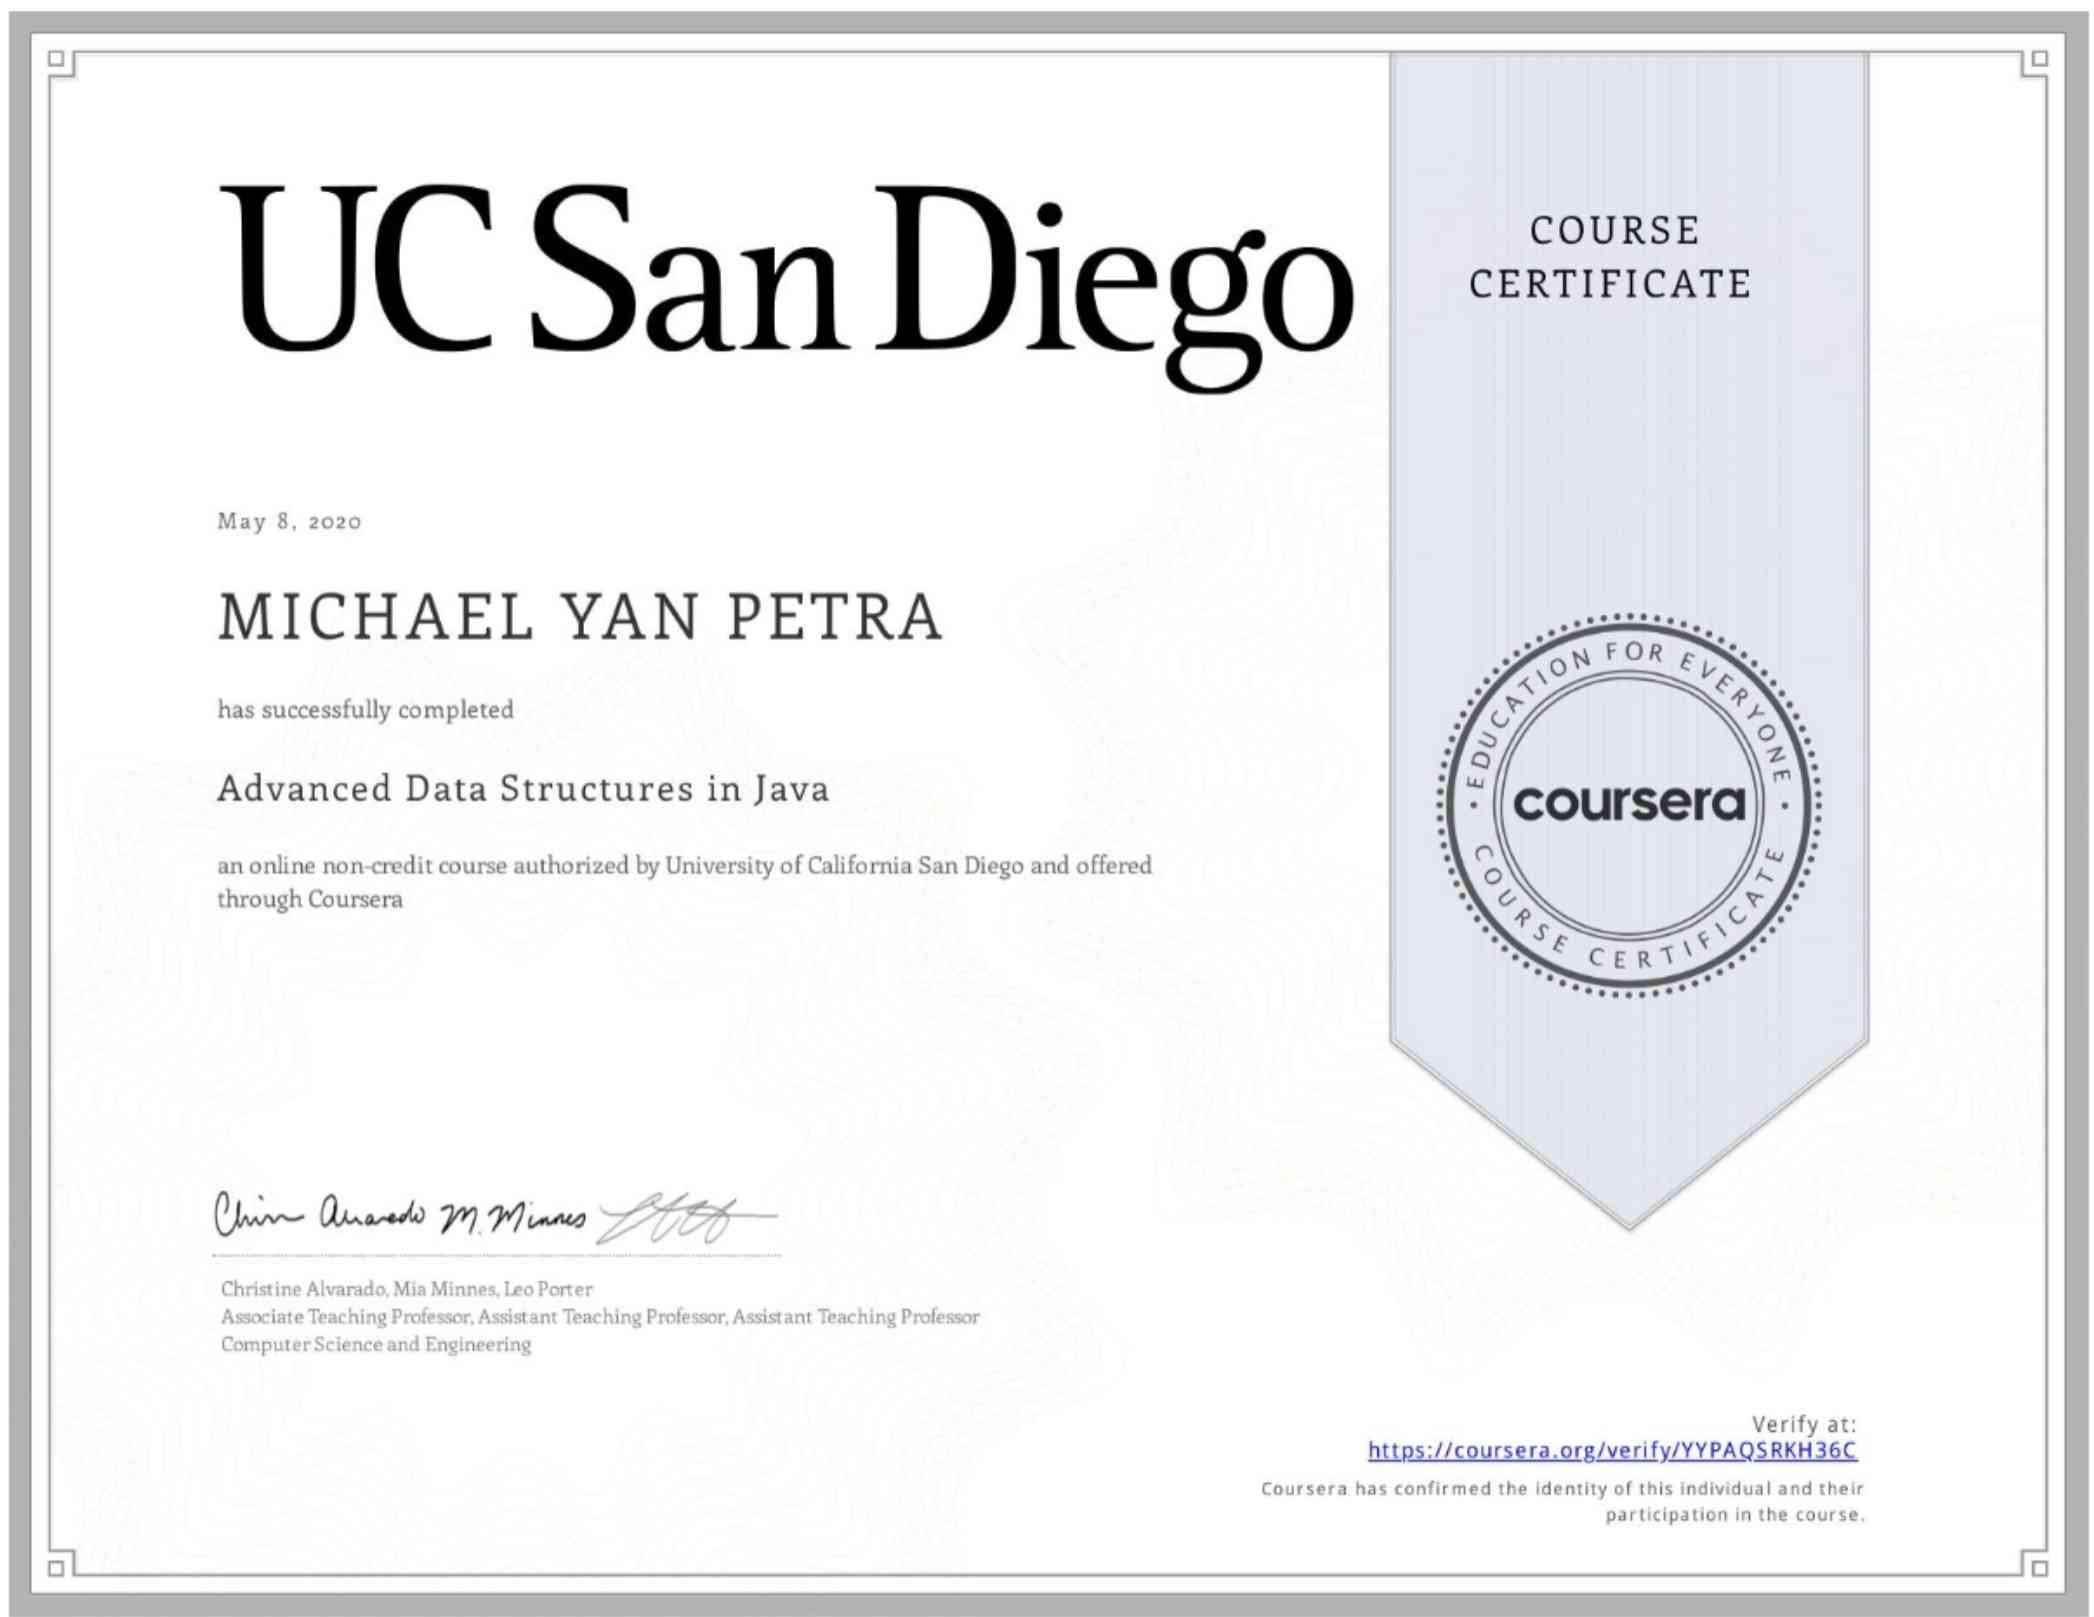 UC San Diego
COURSE
CERTIFICATE
May 8, 2020
MICHAEL YAN PETRA
has successfully completed
Advanced Data Structures in Java
an online non-credit course authorized by University of California San Diego and offered
through Coursera
• EDUCATION FOR EVERYONE •
coursera
COURSE CERTIFICATE
Christine Alvarado, Mia Minnes, Leo Porter
Associate Teaching Professor, Assistant Teaching Professor, Assistant Teaching Professor
Computer Science and Engineering
Verify at:
https://coursera.org/verify/YYPAQSRKH36C
Coursera has confirmed the identity of this individual and their
participation in the course.